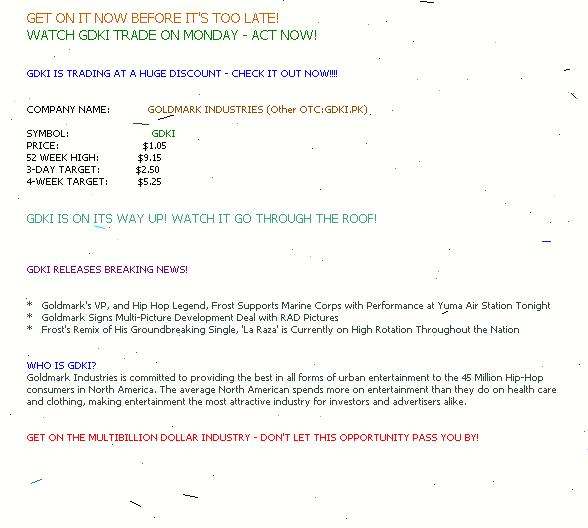 GET ON IT NOW BEFORE IT'S TOO LATE!
WATCH GDKI TRADE ON MONDAY - ACT NOW!
GDKI IS TRADING AT A HUGE DISCOUNT - CHECK IT OUT NOW!!!!
COMPANY NAME: GOLDMARK INDUSTRIES (Other OTC:GDKI.PK)
SYMBOL: GDKI
PRICE: $1.05
52 WEEK HIGH: $9.15
3-DAY TARGET: $2.50
4-WEEK TARGET: $5.25
GDKI IS ON ITS WAY UP! WATCH IT GO THROUGH THE ROOF!
GDKI RELEASES BREAKING NEWS!
* Goldmark's VP, and Hip Hop Legend, Frost Supports Marine Corps with Performance at Yuma Air Station Tonight
* Goldmark Signs Multi-Picture Development Deal with RAD Pictures
* Frost's Remix of His Groundbreaking Single, 'La Raza' is Currently on High Rotation Throughout the Nation
WHO IS GDKI?
Goldmark Industries is committed to providing the best in all forms of urban entertainment to the 45 Million Hip-Hop
consumers in North America. The average North American spends more on entertainment than they do on health care
and clothing, making entertainment the most attractive industry for investors and advertisers alike.
GET ON THE MULTIBILLION DOLLAR INDUSTRY - DON'T LET THIS OPPORTUNITY PASS YOU BY!